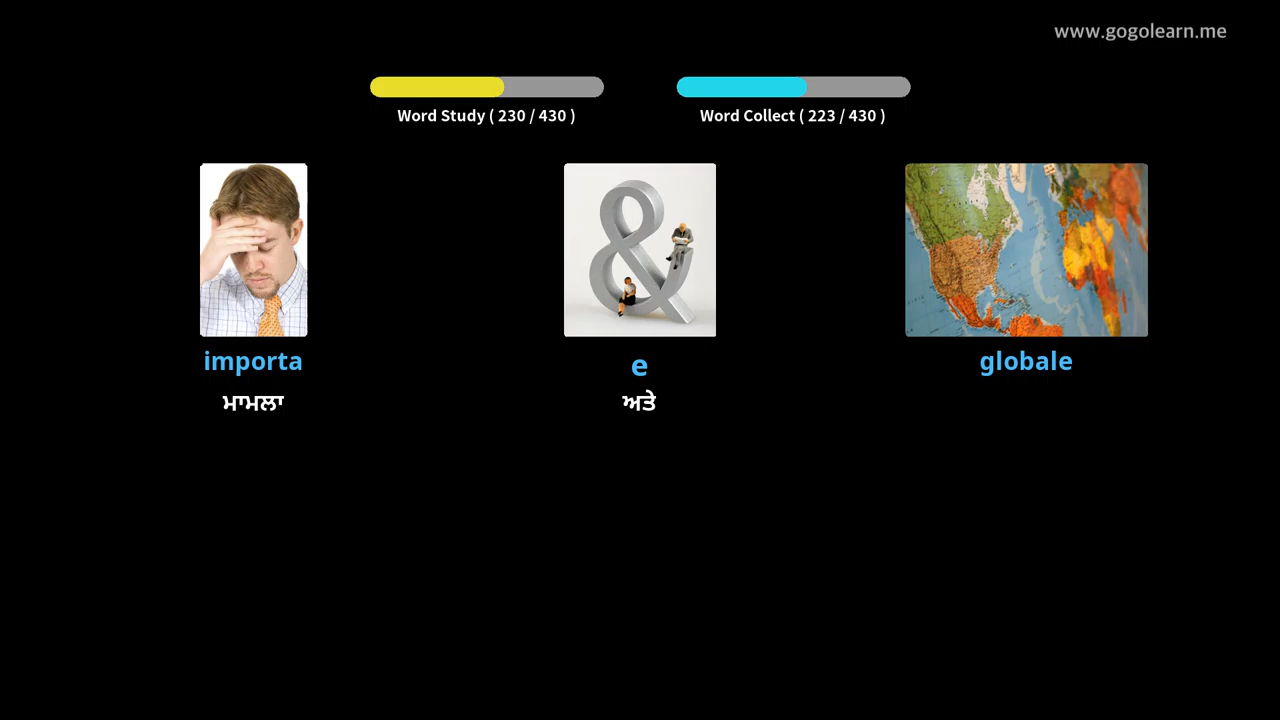 www.gogolearn.me
Word Study ( 230 / 430 )
Word Collect ( 223 / 430 )
importa
e
globale
ਮਾਮਲਾ
ਅਤੇ